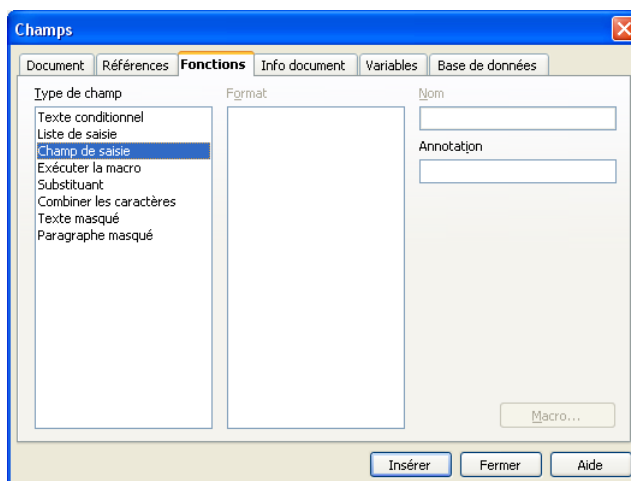 Champs
Document Références Fonctions Info document Variables Base de données
Type de champ Format Nom
Texte conditionnel
Liste de saisie
Champ de saisie
Exécuter la macro
Substituant
Combiner les caractères
Texte masqué
Paragraphe masqué
Annotation
Macro...
Insérer Fermer Aide